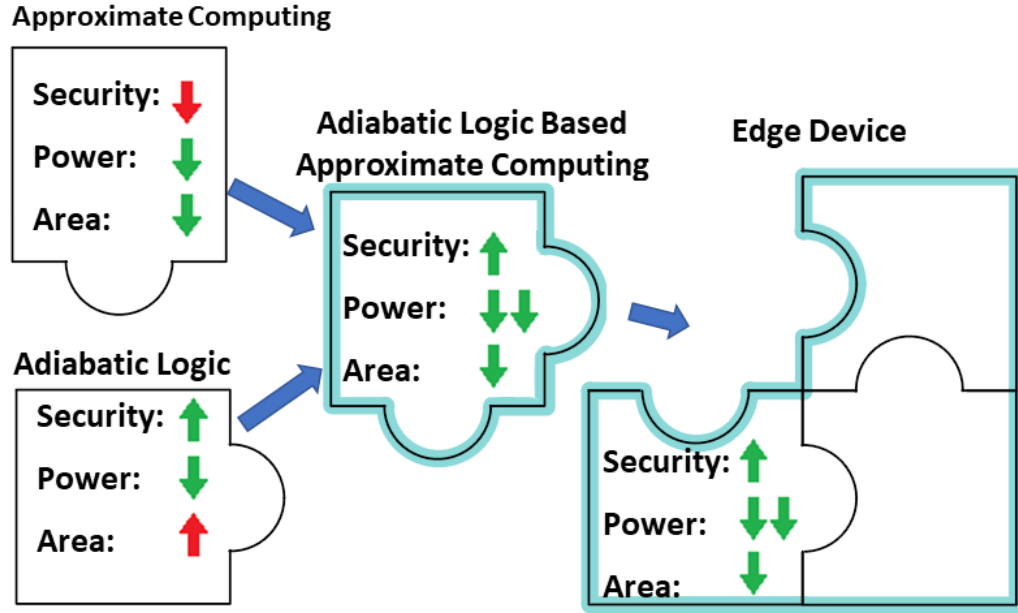 Approximate Computing
Security:
Power:
Area:
Adiabatic Logic
Security:
Power:
Area:
Adiabatic Logic Based
Approximate Computing
Security:
Power:
Area:
Edge Device
Security:
Power:
Area: